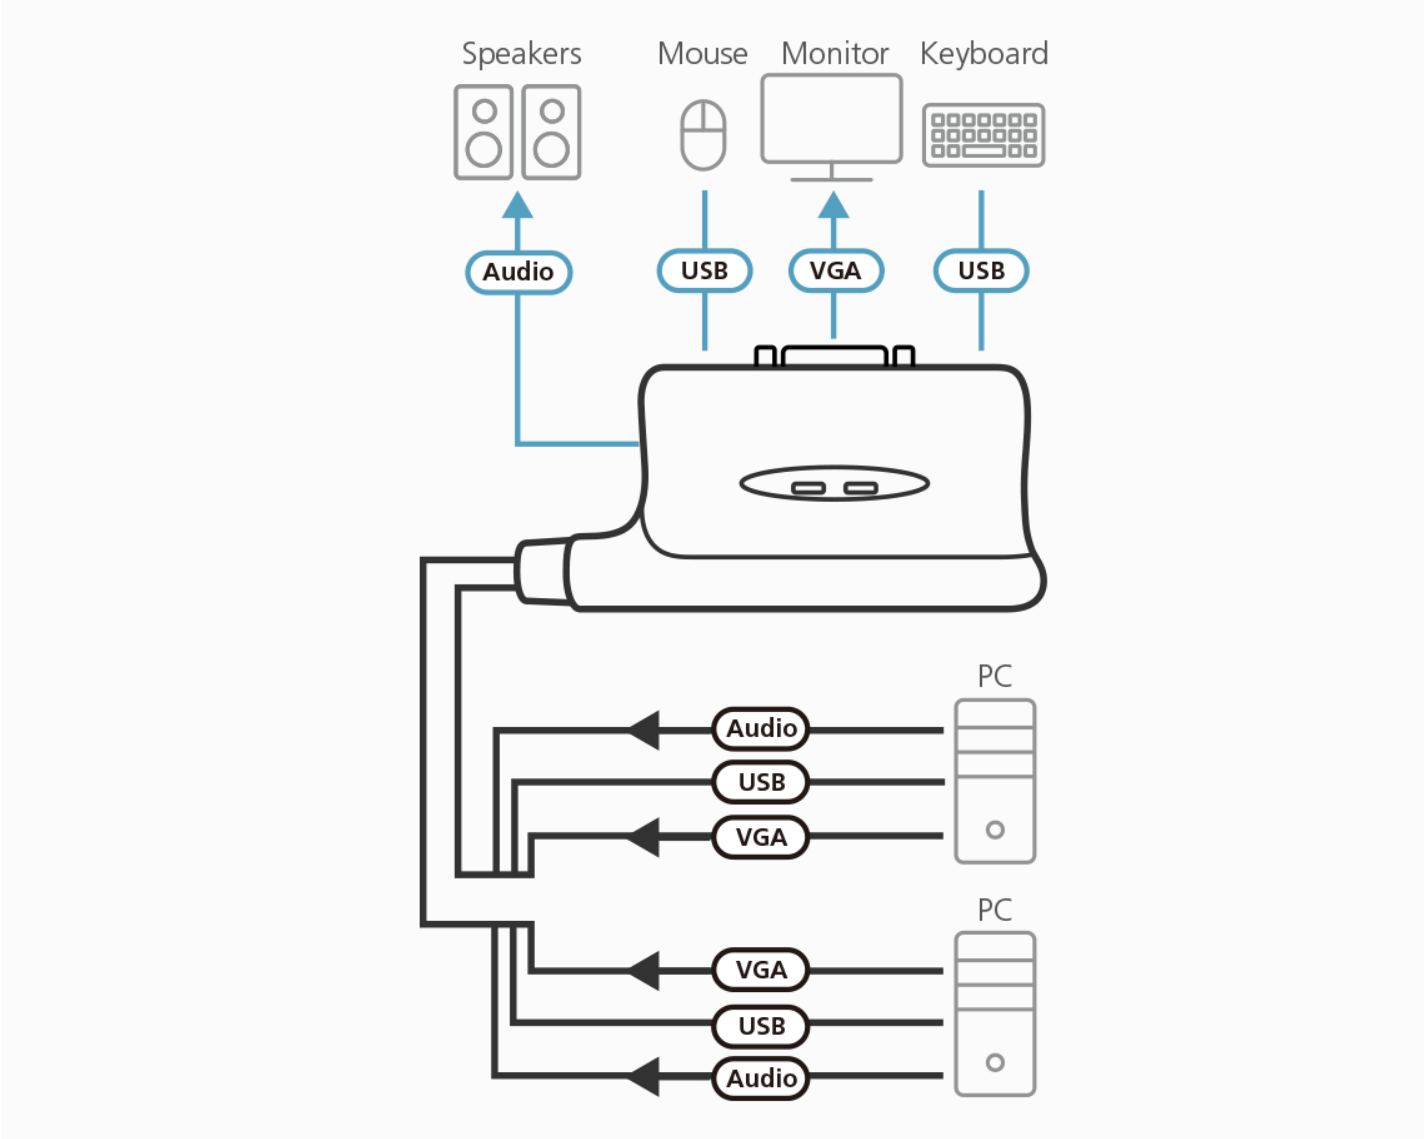 Speakers
Mouse
Monitor
Keyboard
Audio
USB
VGA
USB
PC
Audio
USB
VGA
PC
VGA
USB
Audio